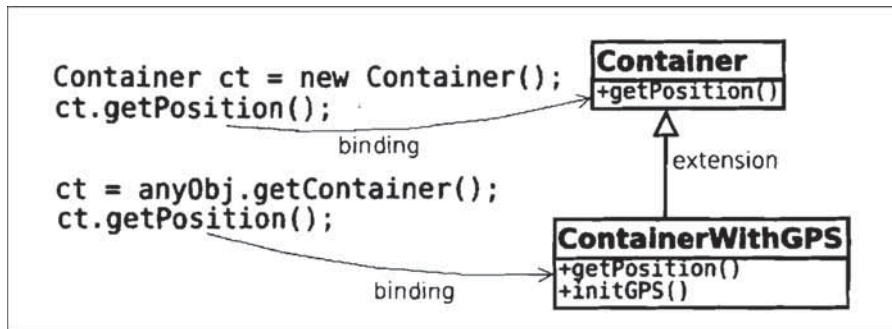 Container ct = new Container();
ct.getPosition();
binding
Container
+getPosition()
extension
ct = anyObj.getContainer();
ct.getPosition();
binding
ContainerWithGPS
+getPosition()
+initGPS()